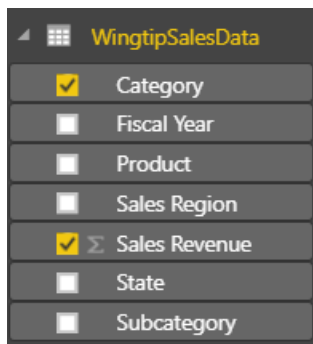 WingtipSalesData
Category
Fiscal Year
Product
Sales Region
Σ Sales Revenue
State
Subcategory